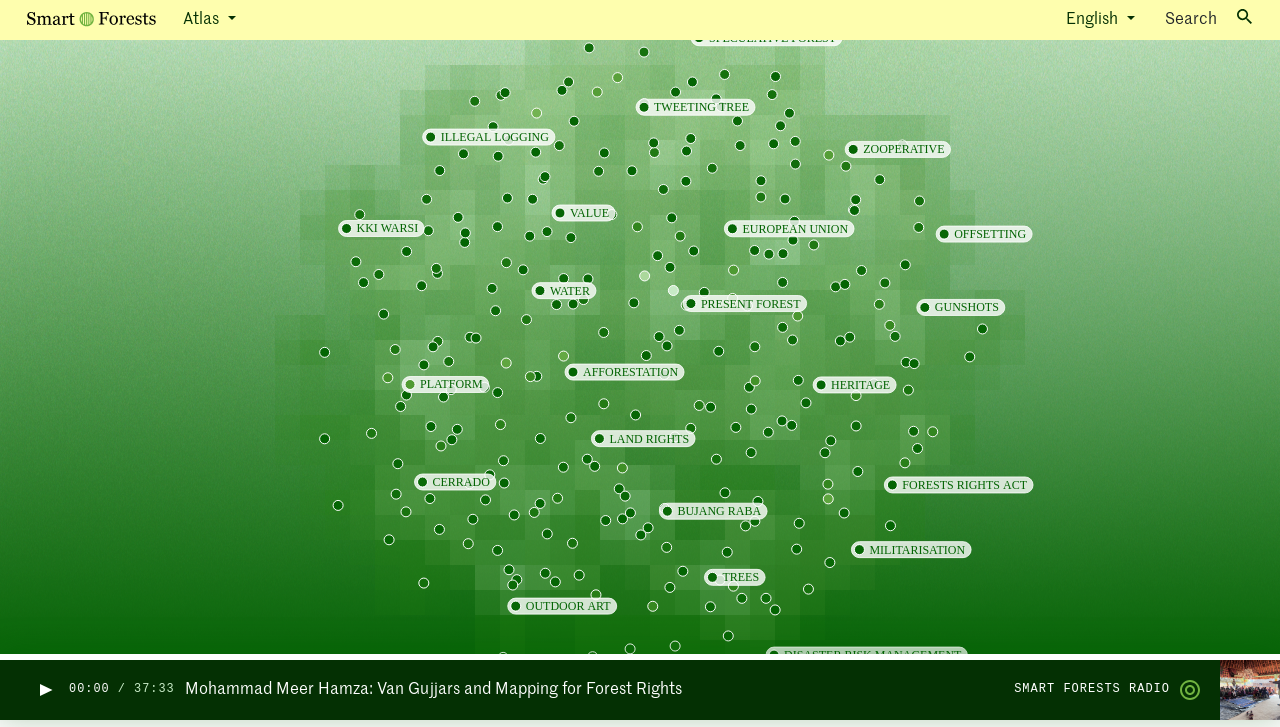 Smart Forests Atlas English Search
SPECULATIVE FOREST
TWEETING TREE
ILLEGAL LOGGING
ZOOPERATIVE
VALUE
KKI WARSI
EUROPEAN UNION
OFFSETTING
WATER
PRESENT FOREST
GUNSHOTS
AFFORESTATION
PLATFORM
HERITAGE
LAND RIGHTS
CERRADO
FORESTS RIGHTS ACT
BUJANG RABA
MILITARISATION
TREES
OUTDOOR ART
DISASTER RISK MANAGEMENT
00:00 / 37:33 Mohammad Meer Hamza: Van Gujjars and Mapping for Forest Rights SMART FORESTS RADIO